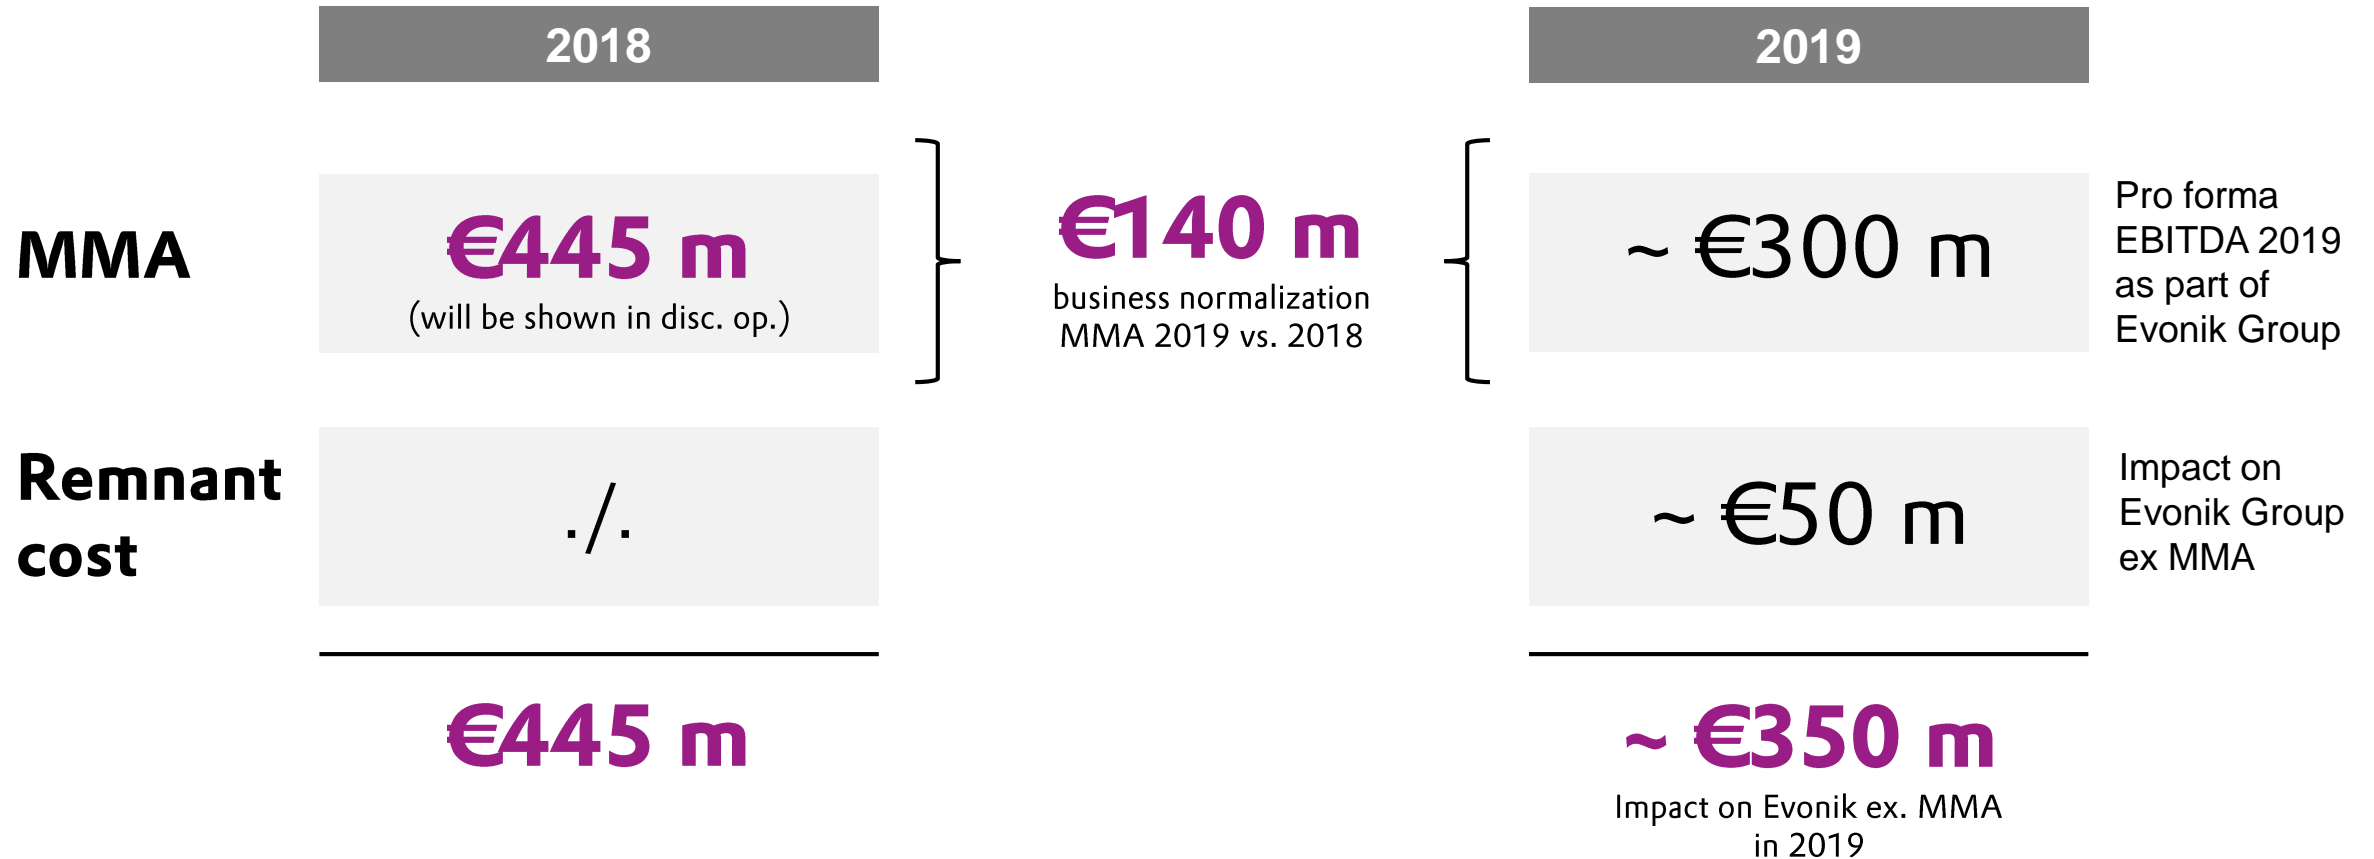 2018
2019
MMA
€445 m
(will be shown in disc. op.)
€140 m
business normalization
MMA 2019 vs. 2018
~ €300 m
Pro forma
EBITDA 2019
as part of
Evonik Group
Remnant
cost
./.
~ €50 m
Impact on
Evonik Group
ex MMA
€445 m
~ €350 m
Impact on Evonik ex. MMA
in 2019